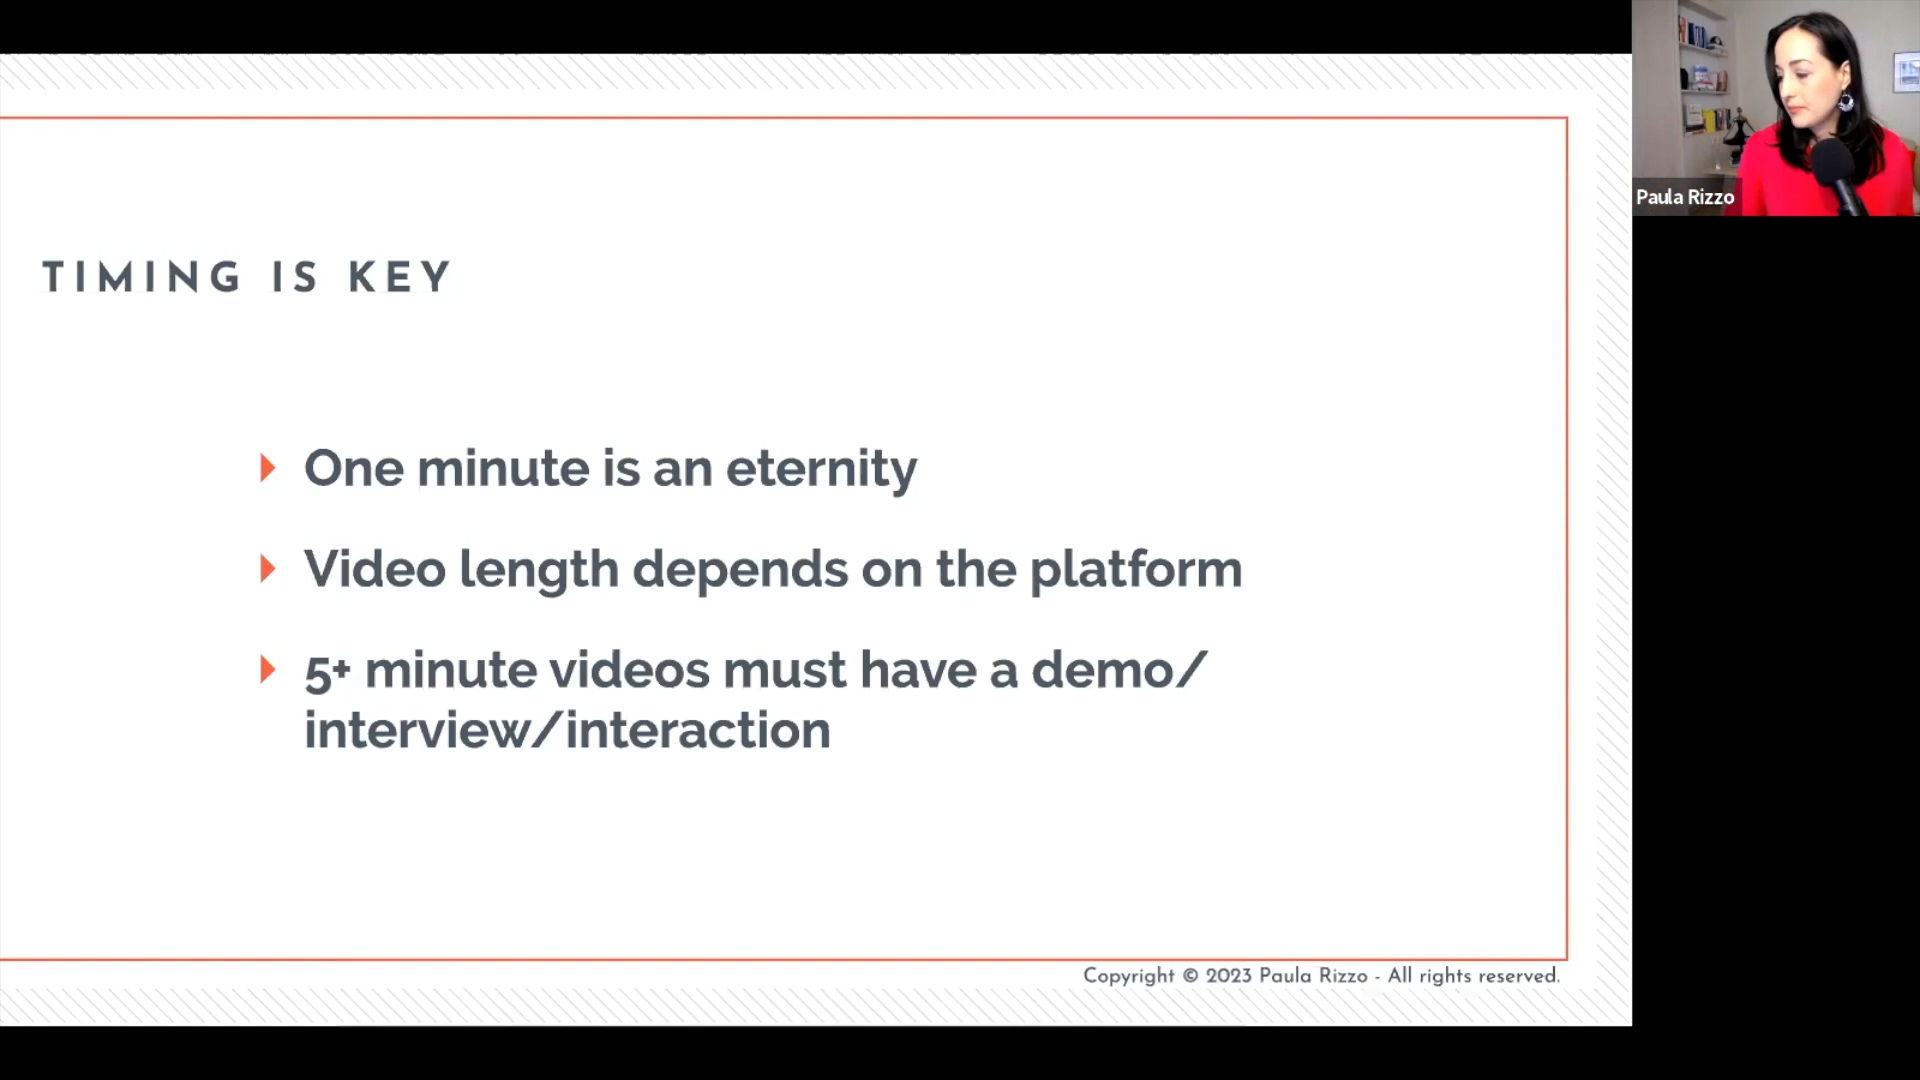 TIMING IS KEY
One minute is an eternity
Video length depends on the platform
5+ minute videos must have a demo/
interview/interaction
Copyright © 2023 Paula Rizzo - All rights reserved.
Paula Rizzo